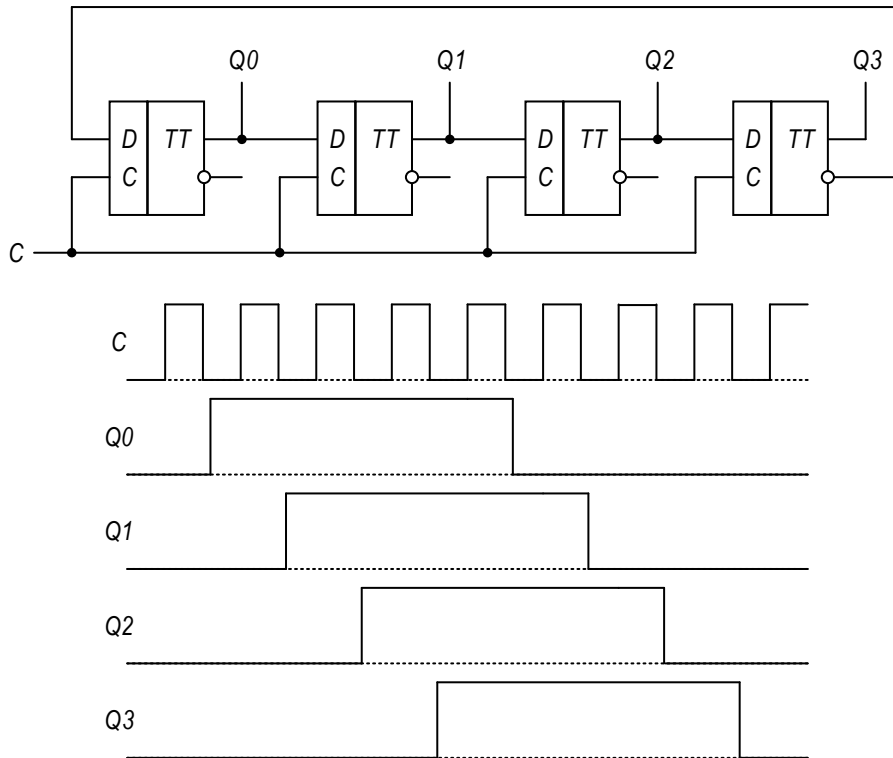 Q0 Q1 Q2 Q3
D TT D TT D TT D TT
C C C C
C
C
Q0
Q1
Q2
Q3